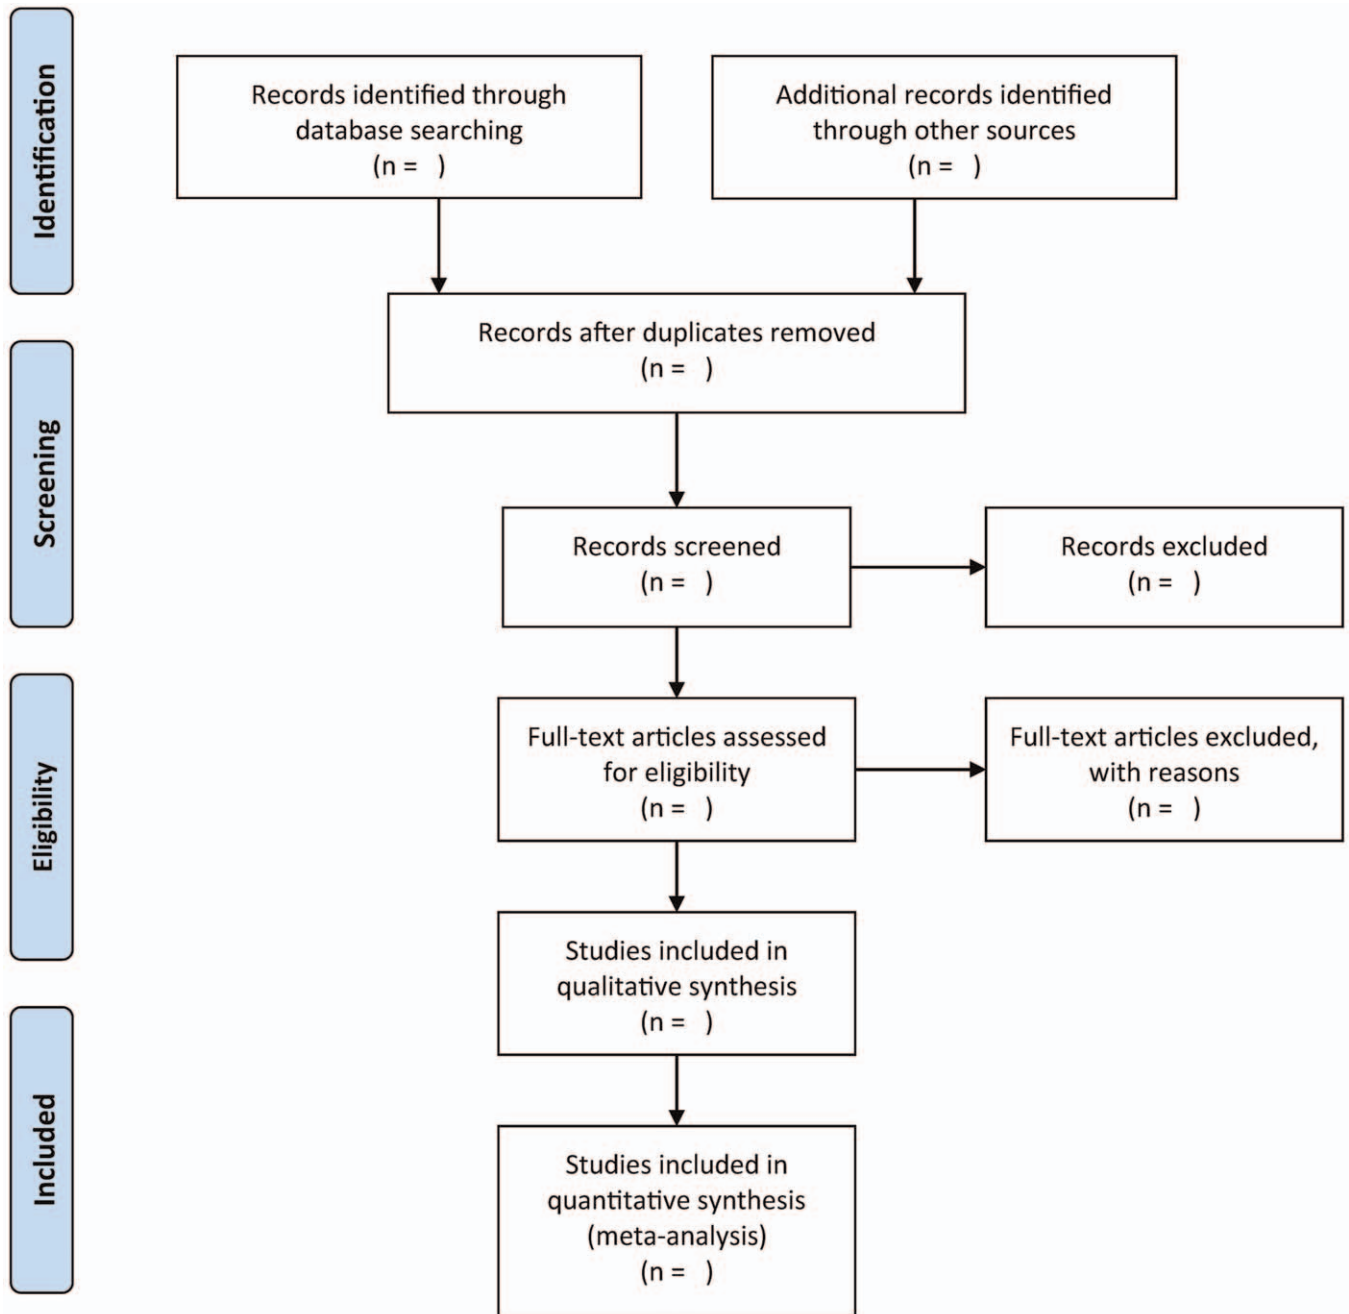 Identification
Records identified through
database searching
(n =   )
Additional records identified
through other sources
(n =   )
Records after duplicates removed
(n =   )
Screening
Records screened
(n =   )
Records excluded
(n =   )
Eligibility
Full-text articles assessed
for eligibility
(n =   )
Full-text articles excluded,
with reasons
(n =   )
Studies included in
qualitative synthesis
(n =   )
Included
Studies included in
quantitative synthesis
(meta-analysis)
(n =   )